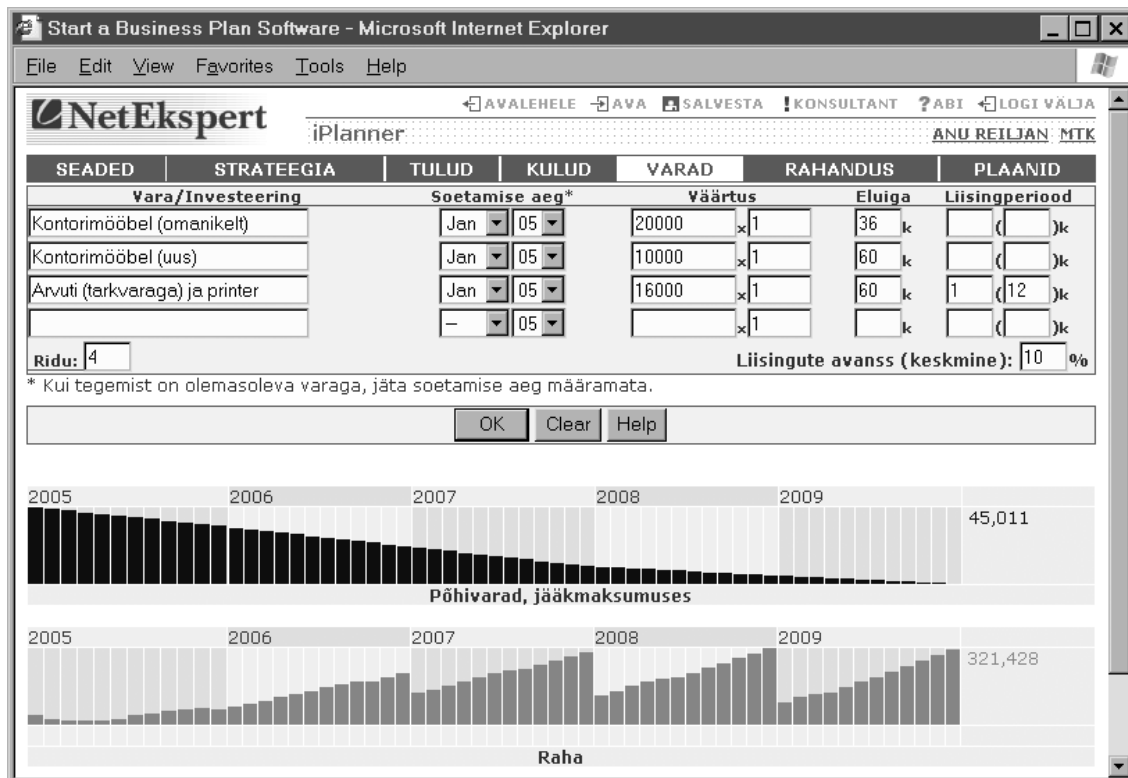 Start a Business Plan Software - Microsoft Internet Explorer
File Edit View Favorites Tools Help
NetEkspert
AVALEHELE AVA SALVESTA KONSULTANT ABI LOGI VÄLJA
iPlanner
ANU REILJAN MTK
SEADED STRATEEGIA TULUD KULUD VARAD RAHANDUS PLAANID
Vara/Investeering Soetamise aeg* Väärtus Eluiga Liisingperiood
Kontorimööbel (omanikelt) Jan 05 20000 x 1 36 k ( )k
Kontorimööbel (uus) Jan 05 10000 x 1 60 k ( )k
Arvuti (tarkvaraga) ja printer Jan 05 16000 x 1 60 k 1 ( 12 )k
– 05 x 1 k ( )k
Ridu: 4 Liisingute avanss (keskmine): 10 %
* Kui tegemist on olemasoleva varaga, jäta soetamise aeg määramata.
OK Clear Help
2005 2006 2007 2008 2009
45,011
Põhivarad, jääkmaksumuses
2005 2006 2007 2008 2009
321,428
Raha